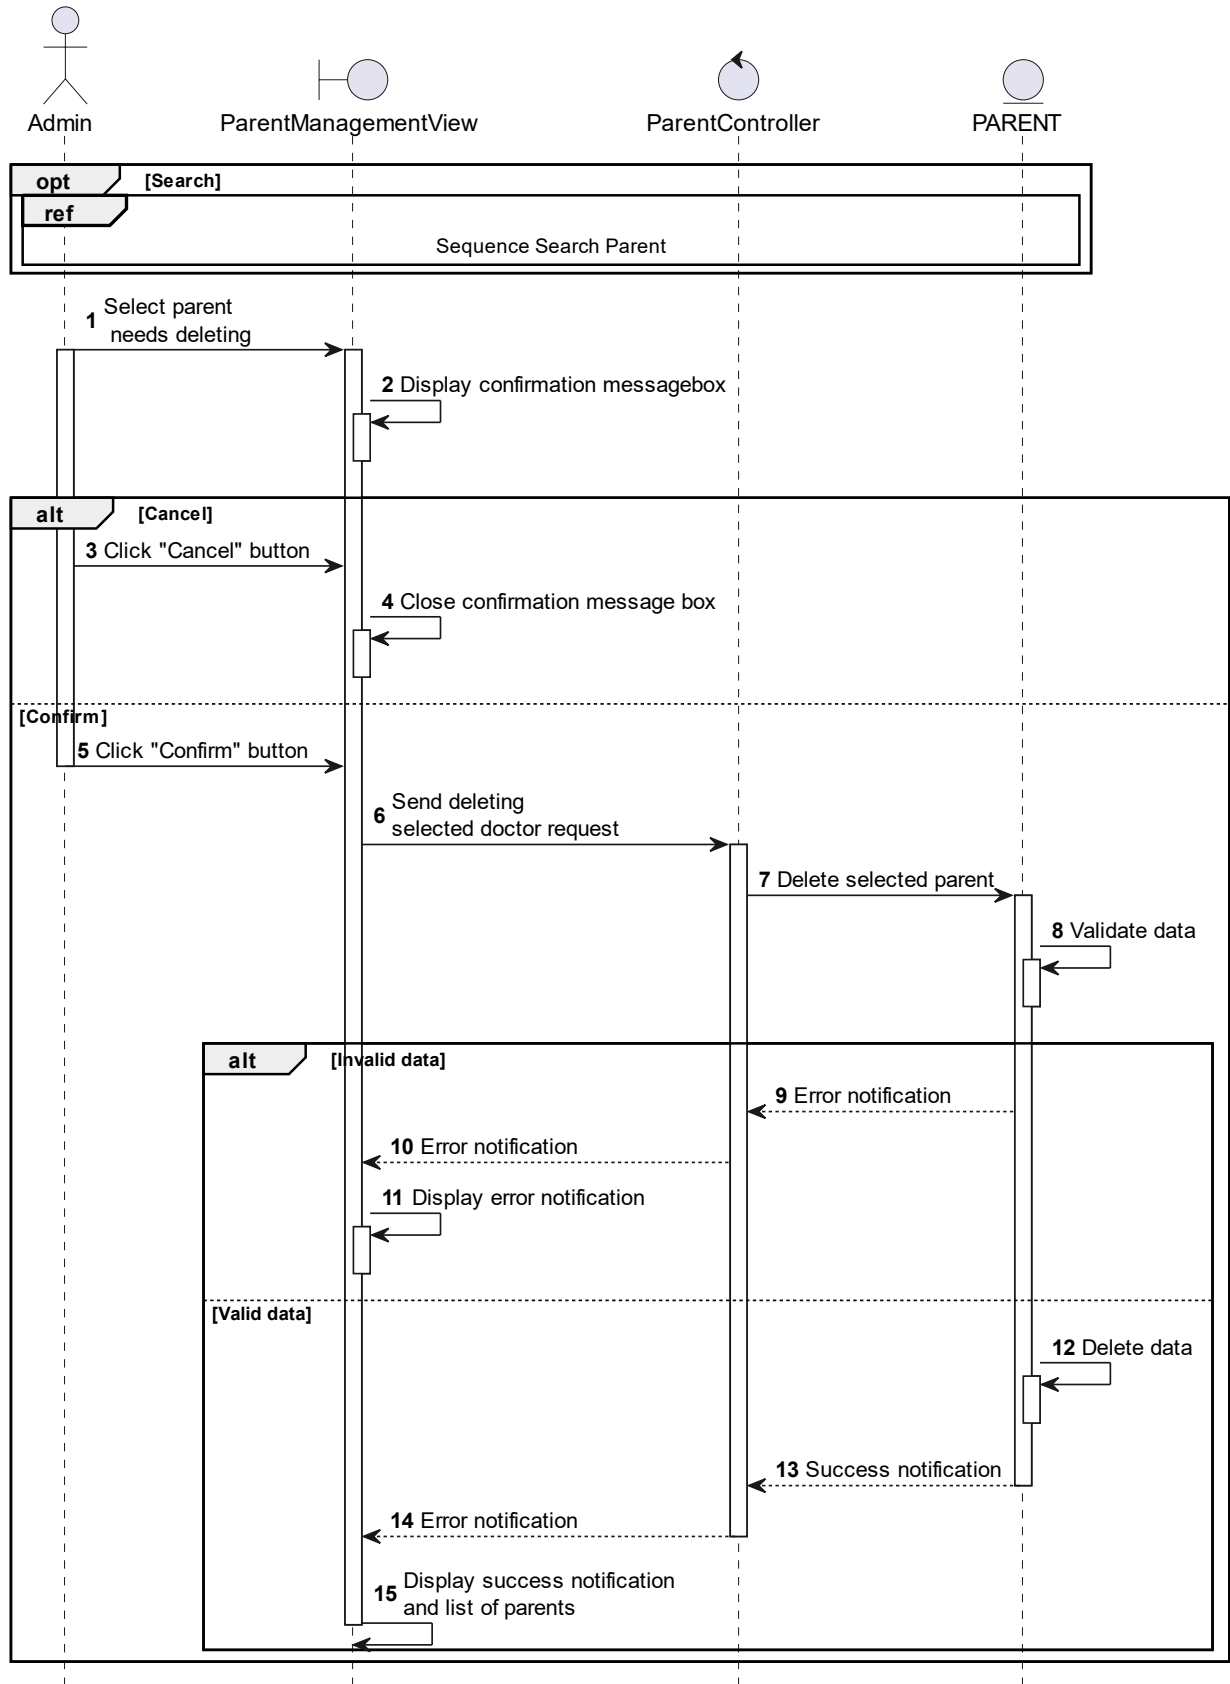 Admin
ParentManagementView
ParentController
PARENT
opt
[Search]
ref
Sequence Search Parent
1 Select parent
needs deleting
2 Display confirmation messagebox
alt
[Cancel]
3 Click "Cancel" button
4 Close confirmation message box
[Confirm]
5 Click "Confirm" button
6 Send deleting
selected doctor request
7 Delete selected parent
8 Validate data
alt
[Invalid data]
9 Error notification
10 Error notification
11 Display error notification
[Valid data]
12 Delete data
13 Success notification
14 Error notification
15 Display success notification
and list of parents